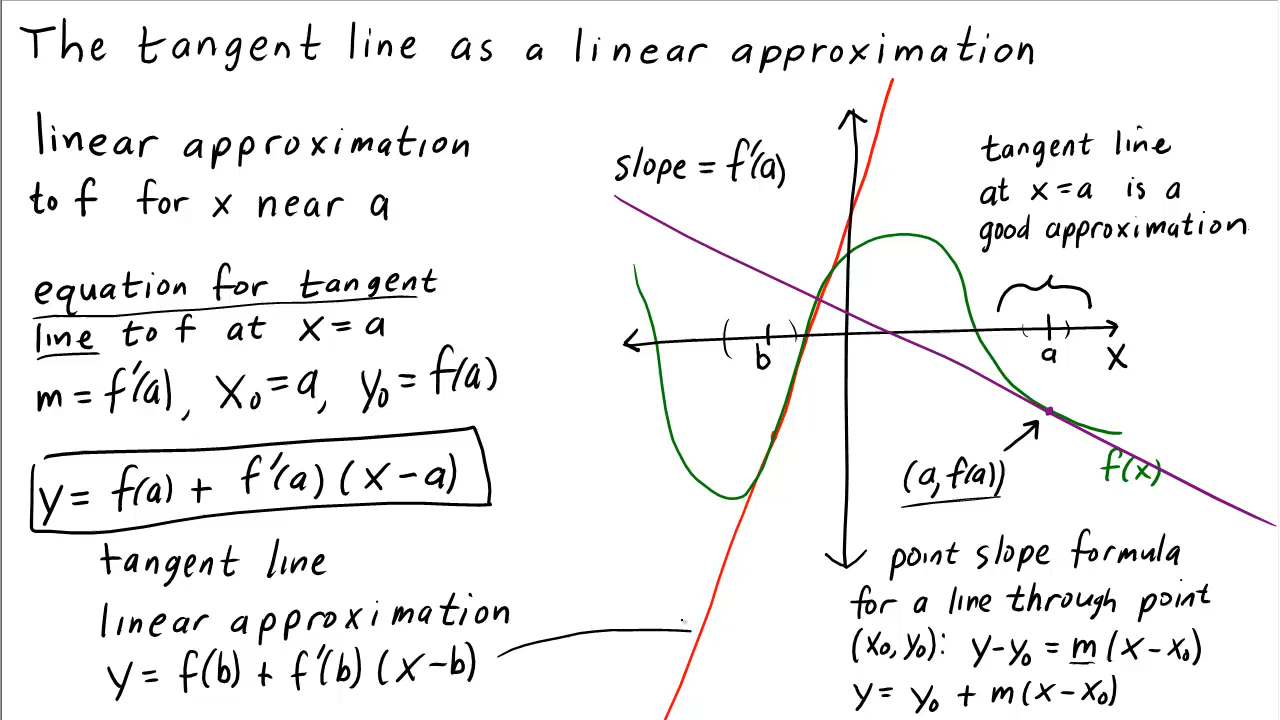 The tangent line as a linear approximation
linear approximation
to f for x near a
equation for tangent
line to f at x = a
m = f'(a), x₀ = a, y₀ = f(a)
y = f(a) + f'(a) (x - a)
tangent line
linear approximation
y = f(b) + f'(b) (x - b)
slope = f'(a)
tangent line
at x = a is a
good approximation
( b )
( a )
x
(a, f(a))
f(x)
point slope formula
for a line through point
(x₀, y₀): y - y₀ = m (x - x₀)
y = y₀ + m (x - x₀)